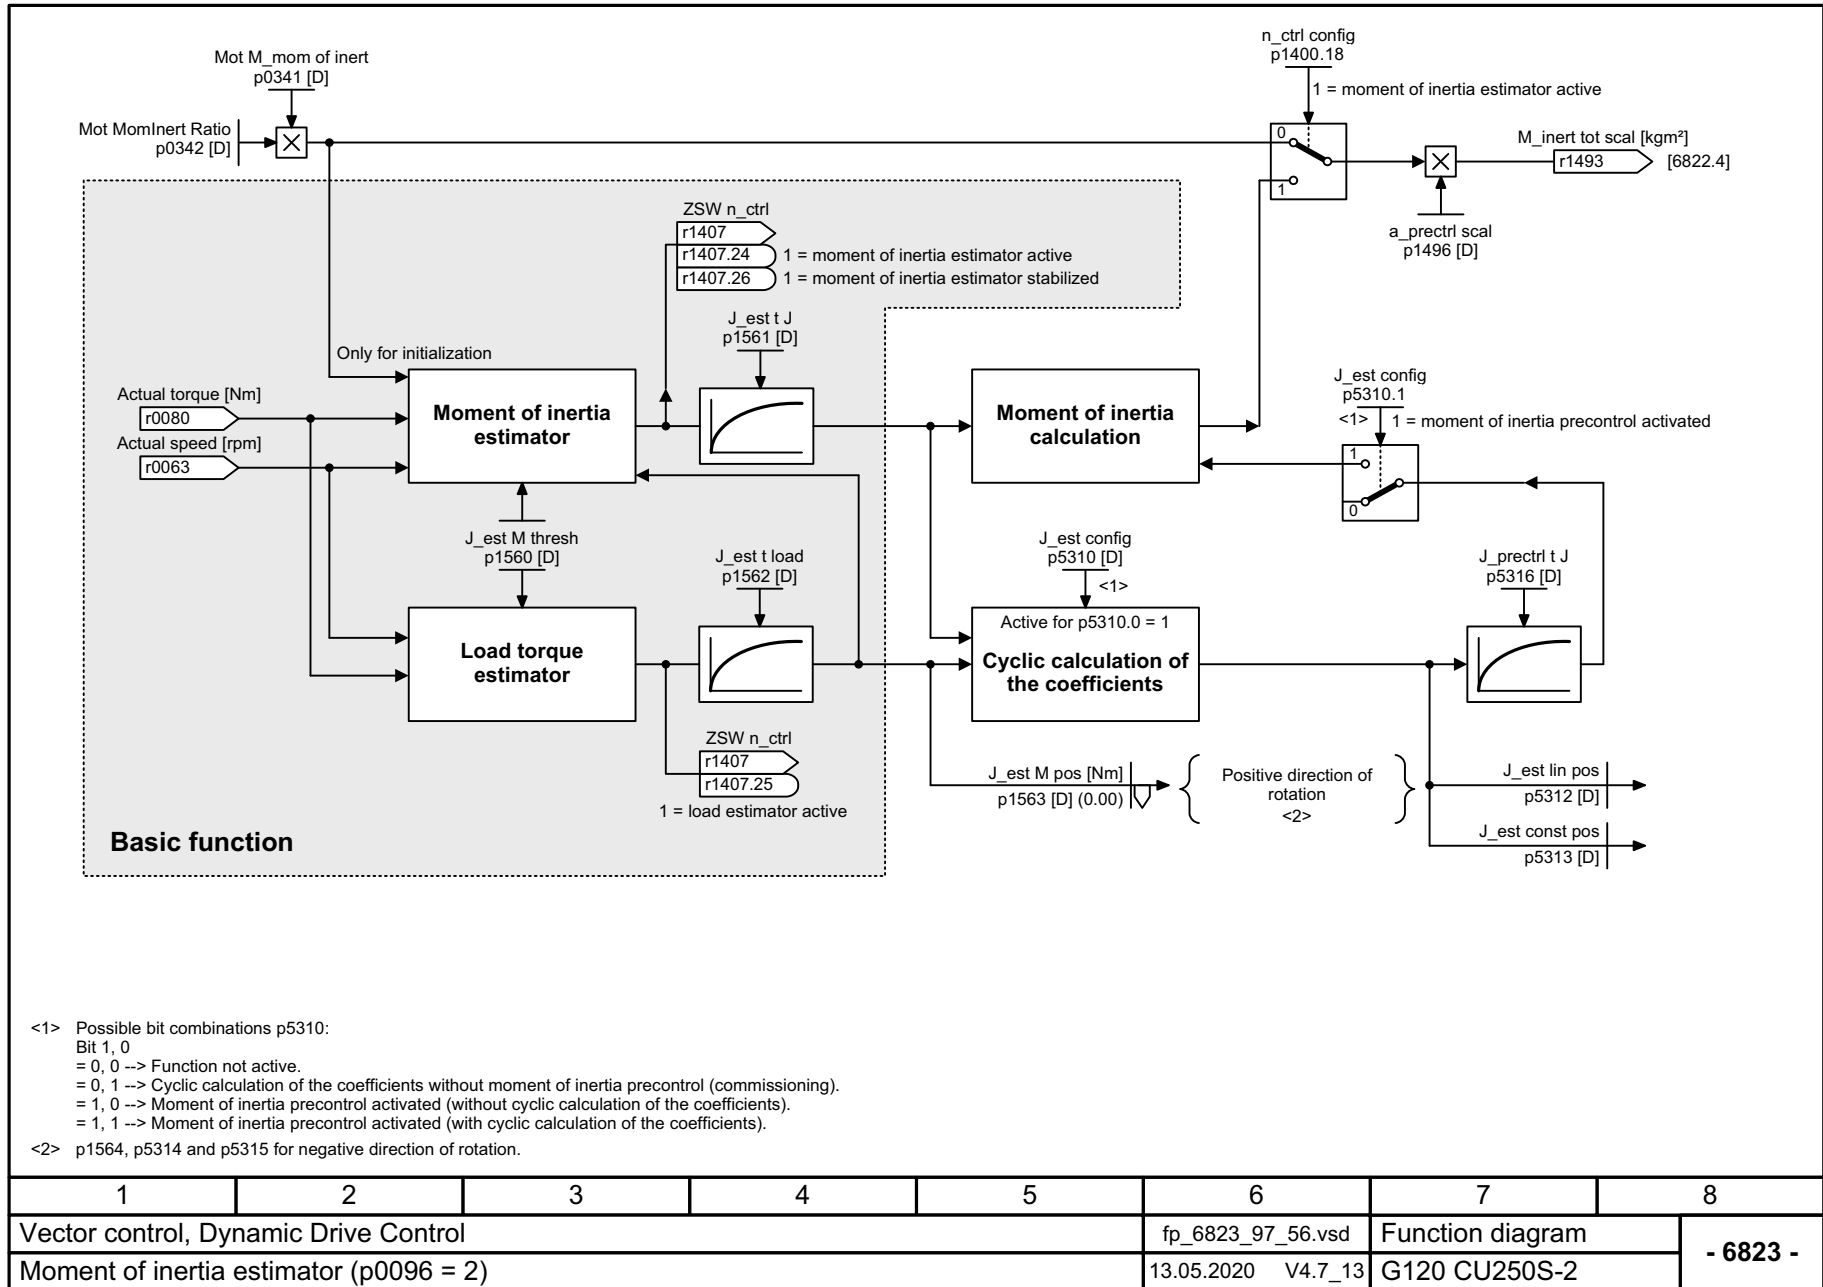 Mot M_mom of inert
p0341 [D]
Mot MomInert Ratio
p0342 [D]
n_ctrl config
p1400.18
1 = moment of inertia estimator active
0
1
M_inert tot scal [kgm²]
r1493
[6822.4]
a_prectrl scal
p1496 [D]
ZSW n_ctrl
r1407
r1407.24
1 = moment of inertia estimator active
r1407.26
1 = moment of inertia estimator stabilized
J_est t J
p1561 [D]
Only for initialization
Actual torque [Nm]
r0080
Actual speed [rpm]
r0063
Moment of inertia
estimator
Moment of inertia
calculation
J_est config
p5310.1
<1>
1 = moment of inertia precontrol activated
1
0
J_est M thresh
p1560 [D]
J_est t load
p1562 [D]
J_est config
p5310 [D]
<1>
J_prectrl t J
p5316 [D]
Load torque
estimator
Active for p5310.0 = 1
Cyclic calculation of
the coefficients
ZSW n_ctrl
r1407
r1407.25
1 = load estimator active
J_est M pos [Nm]
p1563 [D] (0.00)
Positive direction of
rotation
<2>
J_est lin pos
p5312 [D]
J_est const pos
p5313 [D]
Basic function
<1> Possible bit combinations p5310:
Bit 1, 0
= 0, 0 --> Function not active.
= 0, 1 --> Cyclic calculation of the coefficients without moment of inertia precontrol (commissioning).
= 1, 0 --> Moment of inertia precontrol activated (without cyclic calculation of the coefficients).
= 1, 1 --> Moment of inertia precontrol activated (with cyclic calculation of the coefficients).
<2> p1564, p5314 and p5315 for negative direction of rotation.
1 2 3 4 5 6 7 8
Vector control, Dynamic Drive Control
fp_6823_97_56.vsd
Function diagram
- 6823 -
Moment of inertia estimator (p0096 = 2)
13.05.2020 V4.7_13
G120 CU250S-2